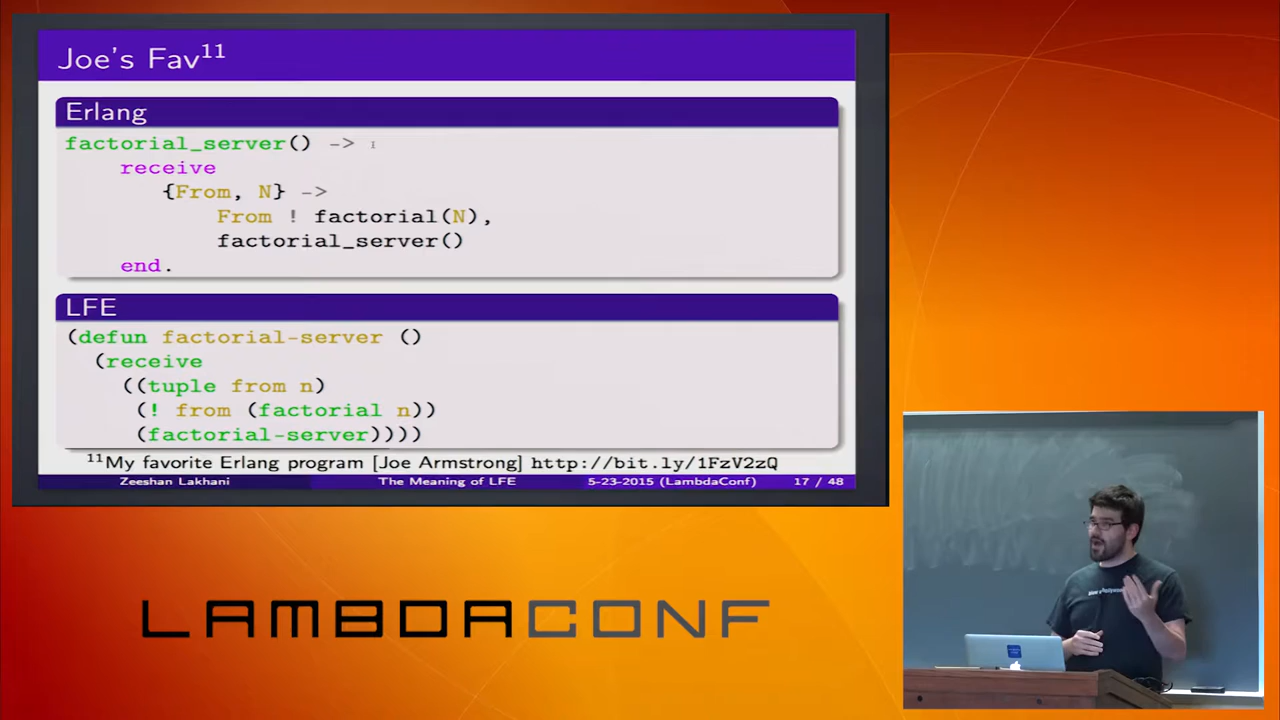 Joe's Fav11
Erlang
factorial_server() ->
receive
{From, N} ->
From ! factorial(N),
factorial_server()
end.
LFE
(defun factorial-server ()
(receive
((tuple from n)
(! from (factorial n))
(factorial-server))))
11My favorite Erlang program [Joe Armstrong] http://bit.ly/1FzV2zQ
Zeeshan Lakhani The Meaning of LFE 5-23-2015 (LambdaConf) 17 / 48
LAMBDACONF